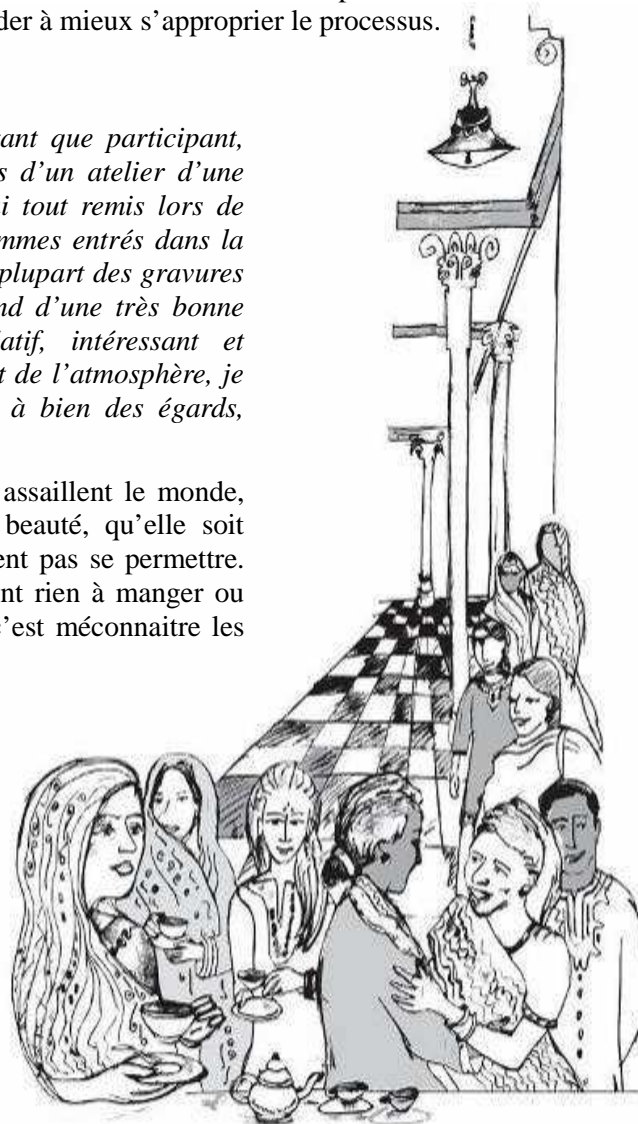 der à mieux s’approprier le processus.
tant que participant,
s d’un atelier d’une
i tout remis lors de
mmes entrés dans la
plupart des gravures
nd d’une très bonne
atif, intéressant et
t de l’atmosphère, je
à bien des égards,
assaillent le monde,
beauté, qu’elle soit
ent pas se permettre.
nt rien à manger ou
c’est méconnaitre les